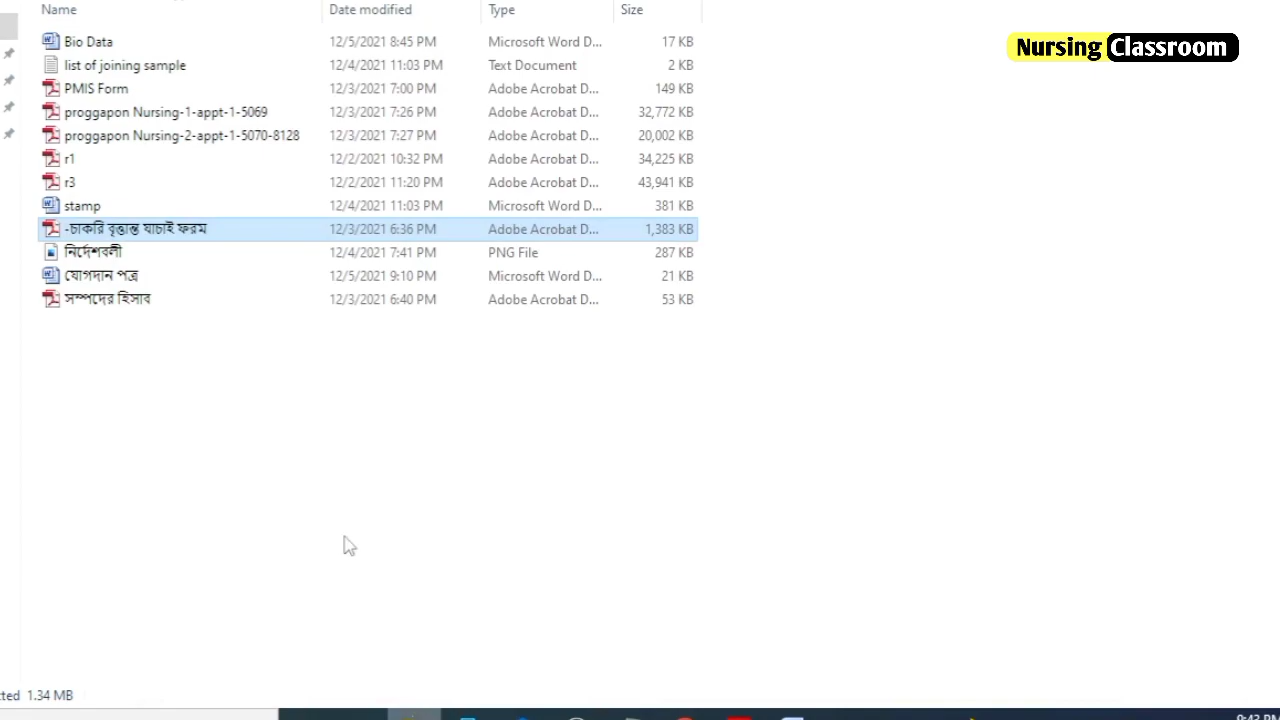 Name Date modified Type Size
Nursing Classroom
Bio Data 12/5/2021 8:45 PM Microsoft Word D... 17 KB
list of joining sample 12/4/2021 11:03 PM Text Document 2 KB
PMIS Form 12/3/2021 7:00 PM Adobe Acrobat D... 149 KB
proggapon Nursing-1-appt-1-5069 12/3/2021 7:26 PM Adobe Acrobat D... 32,772 KB
proggapon Nursing-2-appt-1-5070-8128 12/3/2021 7:27 PM Adobe Acrobat D... 20,002 KB
r1 12/2/2021 10:32 PM Adobe Acrobat D... 34,225 KB
r3 12/2/2021 11:20 PM Adobe Acrobat D... 43,941 KB
stamp 12/4/2021 11:03 PM Microsoft Word D... 381 KB
-চাকরি বৃত্তান্ত যাচাই ফরম 12/3/2021 6:36 PM Adobe Acrobat D... 1,383 KB
নির্দেশবলী 12/4/2021 7:41 PM PNG File 287 KB
যোগদান পত্র 12/5/2021 9:10 PM Microsoft Word D... 21 KB
সম্পদের হিসাব 12/3/2021 6:40 PM Adobe Acrobat D... 53 KB
cted 1.34 MB